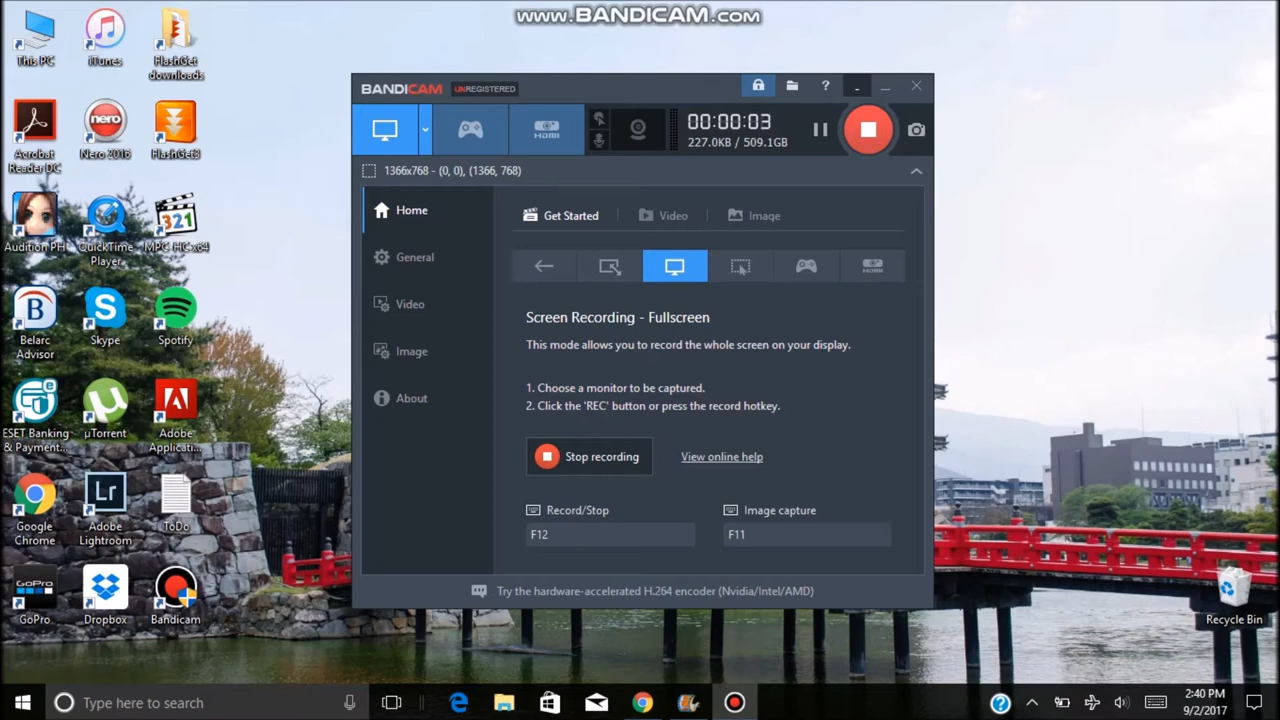 www.BANDICAM.com
This PC
iTunes
FlashGet
downloads
Acrobat
Reader DC
nero
Nero 2016
FlashGet3
Audition PH
QuickTime
Player
321
MPC-HC x64
B
Belarc
Advisor
Skype
Spotify
ESET Banking
& Payment...
µTorrent
Adobe
Applicati...
Google
Chrome
Lr
Adobe
Lightroom
ToDo
GoPro
GoPro
Dropbox
Bandicam
Recycle Bin
BANDICAM UNREGISTERED
?
HDMI
00:00:03
227.0KB / 509.1GB
1366x768 - (0, 0), (1366, 768)
Home
General
Video
Image
About
Get Started
Video
Image
HDMI
Screen Recording - Fullscreen
This mode allows you to record the whole screen on your display.
1. Choose a monitor to be captured.
2. Click the 'REC' button or press the record hotkey.
Stop recording
View online help
Record/Stop
Image capture
F12
F11
Try the hardware-accelerated H.264 encoder (Nvidia/Intel/AMD)
Type here to search
2:40 PM
9/2/2017